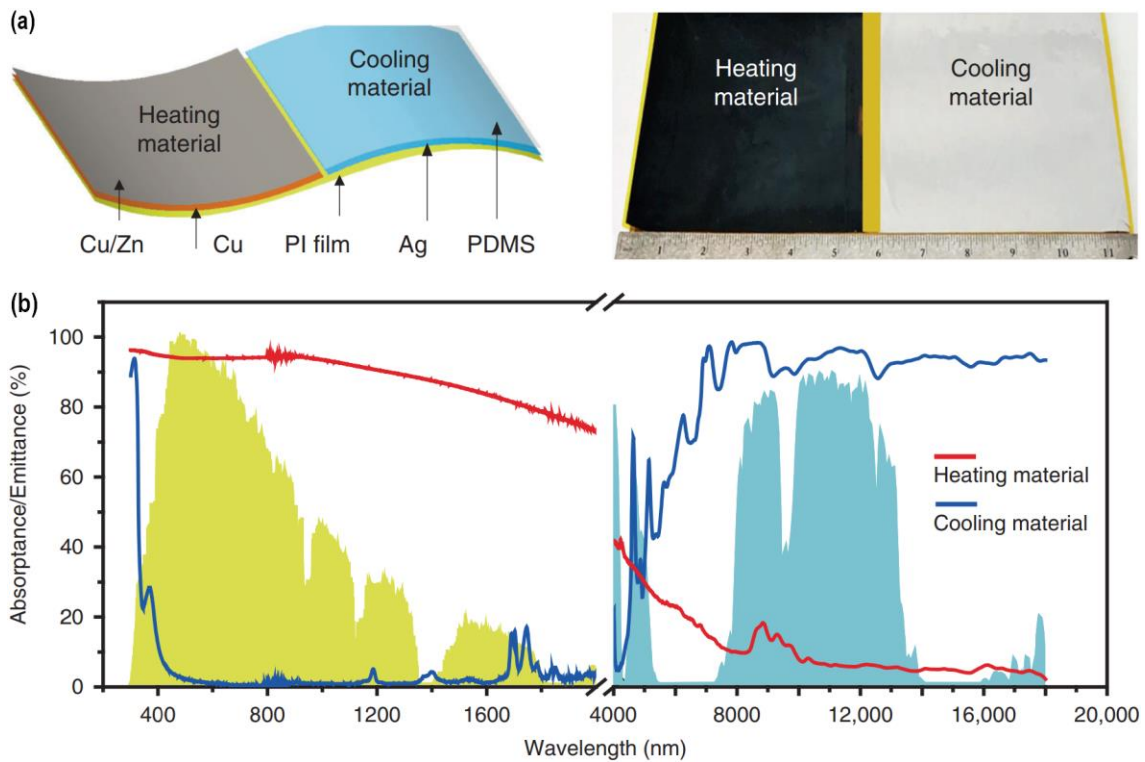 (a)
Heating
material
Cooling
material
Cu/Zn
Cu
PI film
Ag
PDMS
Heating
material
Cooling
material
1 2 3 4 5 6 7 8 9 10 11
(b)
Absorptance/Emittance (%)
100
80
60
40
20
0
Heating material
Cooling material
400
800
1200
1600
4000
8000
12,000
16,000
20,000
Wavelength (nm)